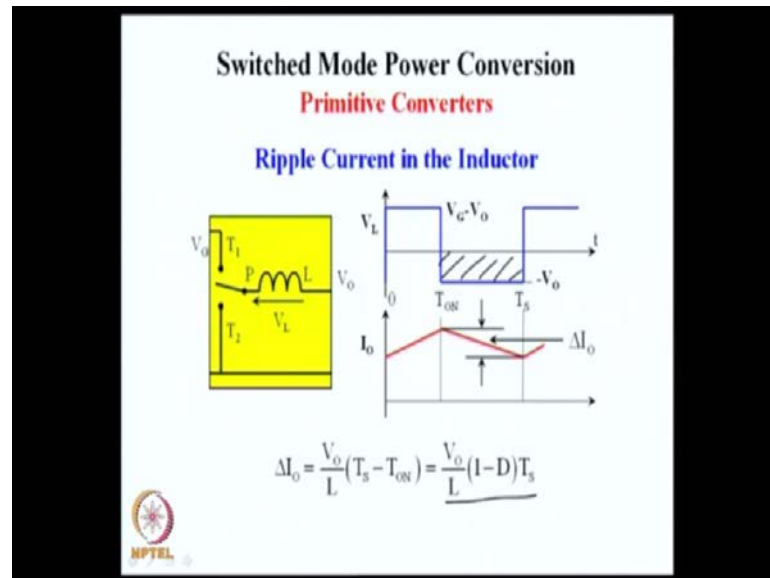 Switched Mode Power Conversion
Primitive Converters
Ripple Current in the Inductor
V_O T_1
P L V_O
V_L
T_2
V_L
V_G-V_O
t
-V_O
0 T_ON T_S
I_O
ΔI_O
ΔI_O = V_O/L (T_S - T_ON) = V_O/L (1-D)T_S
NPTEL